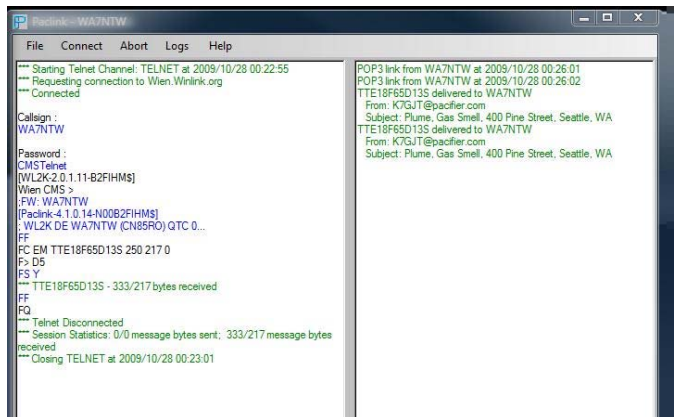 Paclink - WA7NTW
File Connect Abort Logs Help
*** Starting Telnet Channel: TELNET at 2009/10/28 00:22:55
*** Requesting connection to Wien.Winlink.org
*** Connected
Callsign :
WA7NTW
Password :
CMSTelnet
[WL2K-2.0.1.11-B2FIHM$]
Wien CMS >
;FW: WA7NTW
[Paclink-4.1.0.14-N00B2FIHM$]
; WL2K DE WA7NTW (CN85RO) QTC 0...
FF
FC EM TTE18F65D13S 250 217 0
F> D5
FS Y
*** TTE18F65D13S - 333/217 bytes received
FF
FQ
*** Telnet Disconnected
*** Session Statistics: 0/0 message bytes sent; 333/217 message bytes
received
*** Closing TELNET at 2009/10/28 00:23:01
POP3 link from WA7NTW at 2009/10/28 00:26:01
POP3 link from WA7NTW at 2009/10/28 00:26:02
TTE18F65D13S delivered to WA7NTW
From: K7GJT@pacifier.com
Subject: Plume, Gas Smell, 400 Pine Street, Seattle, WA
TTE18F65D13S delivered to WA7NTW
From: K7GJT@pacifier.com
Subject: Plume, Gas Smell, 400 Pine Street, Seattle, WA